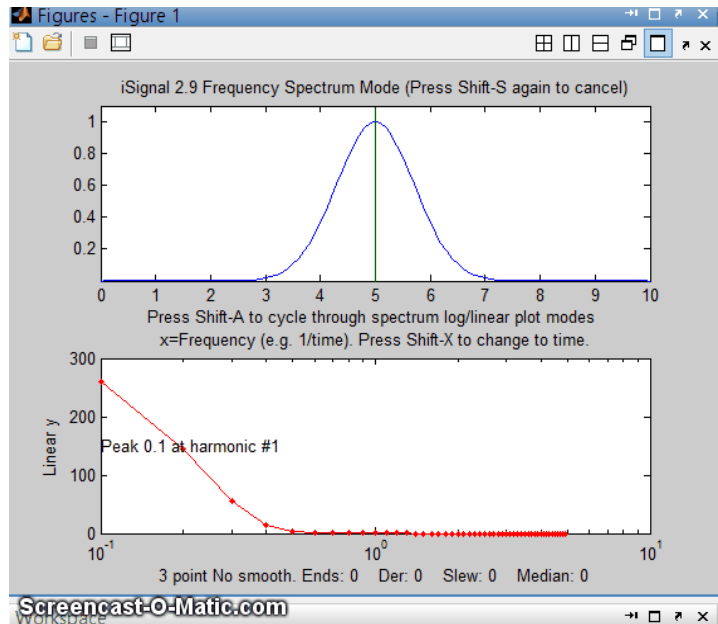 Figures - Figure 1
iSignal 2.9 Frequency Spectrum Mode (Press Shift-S again to cancel)
1
0.8
0.6
0.4
0.2
0 1 2 3 4 5 6 7 8 9 10
Press Shift-A to cycle through spectrum log/linear plot modes
x=Frequency (e.g. 1/time). Press Shift-X to change to time.
300
200
100
0
Linear y
Peak 0.1 at harmonic #1
10^-1 10^0 10^1
3 point No smooth. Ends: 0 Der: 0 Slew: 0 Median: 0
Screencast-O-Matic.com
Workspace